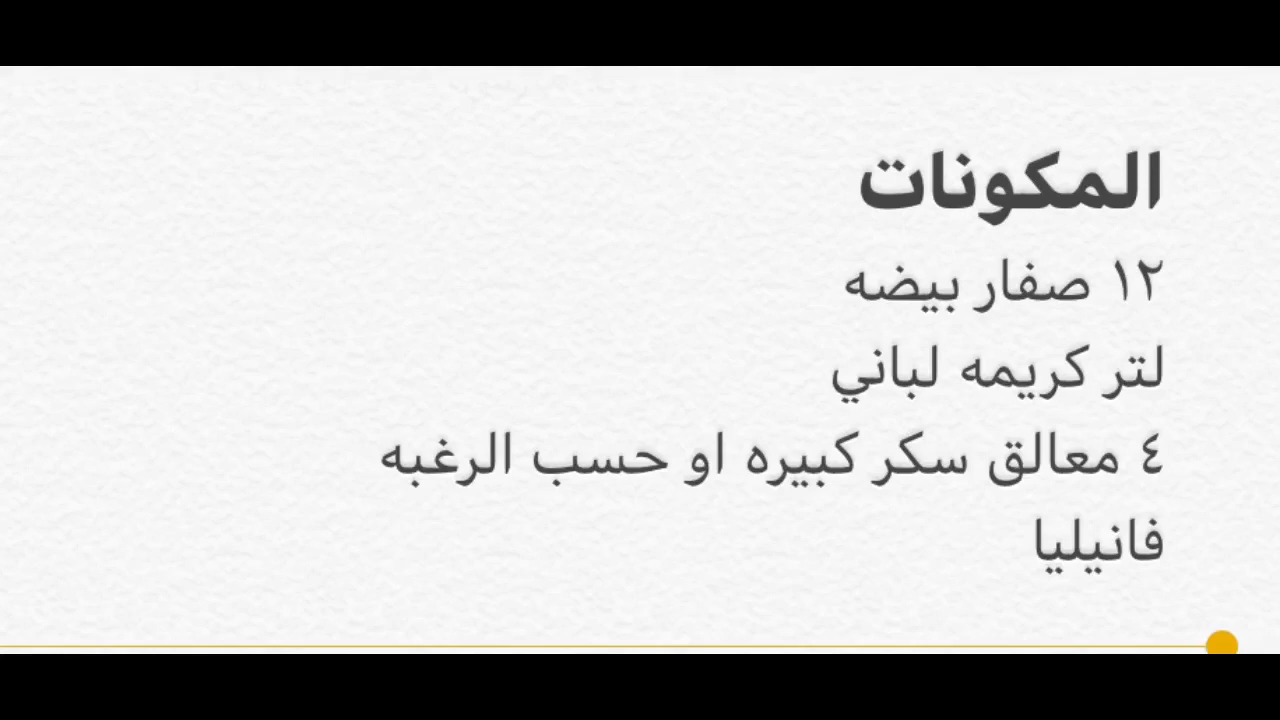 المكونات
١٢ صفار بيضه
لتر كريمه لباني
٤ معالق سكر كبيره او حسب الرغبه
فانيليا